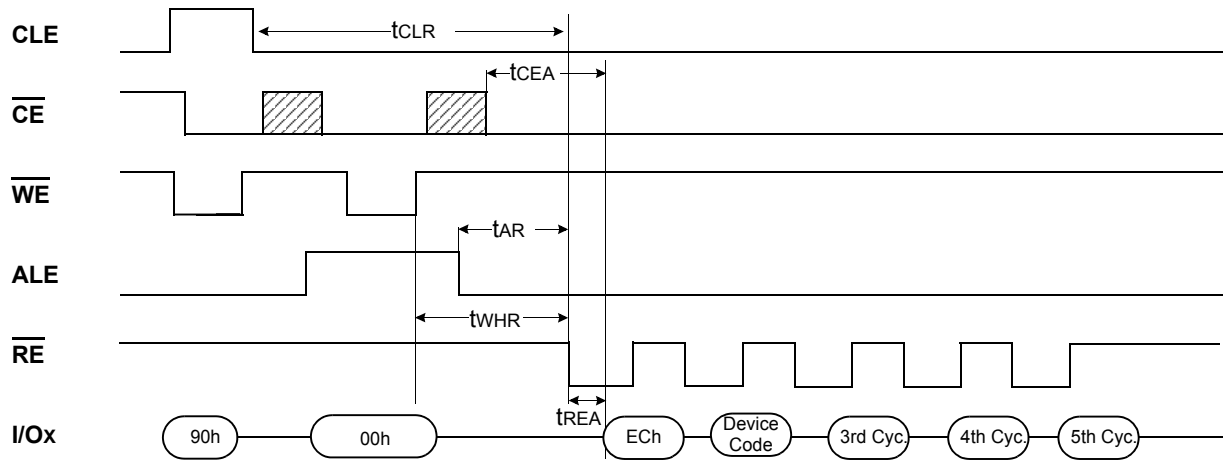 CLE
tCLR
tCEA
CE
WE
tAR
ALE
tWHR
RE
tREA
I/Ox
90h
00h
ECh
Device
Code
3rd Cyc.
4th Cyc.
5th Cyc.